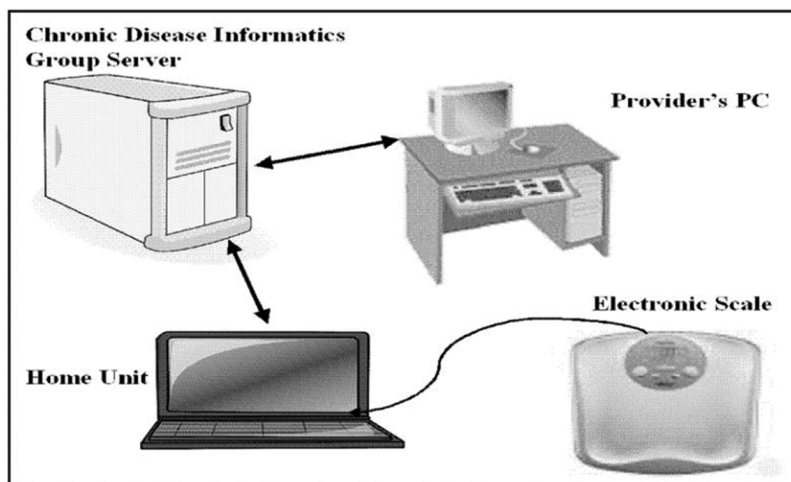 Chronic Disease Informatics
Group Server
Provider's PC
Electronic Scale
Home Unit